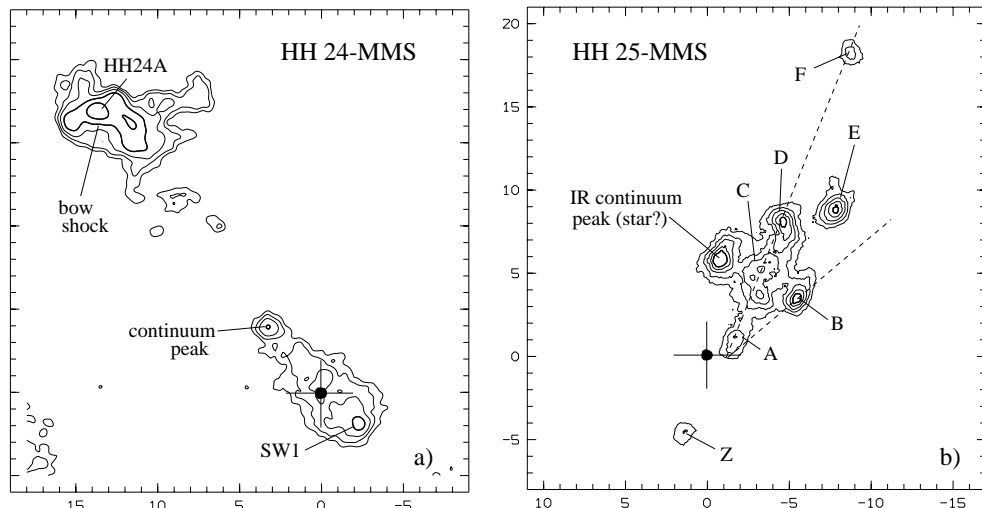 HH 24-MMS
HH24A
bow
shock
continuum
peak
SW1
a)
15
10
5
0
-5
HH 25-MMS
F
E
D
C
IR continuum
peak (star?)
B
A
Z
b)
20
15
10
5
0
-5
10
5
0
-5
-10
-15